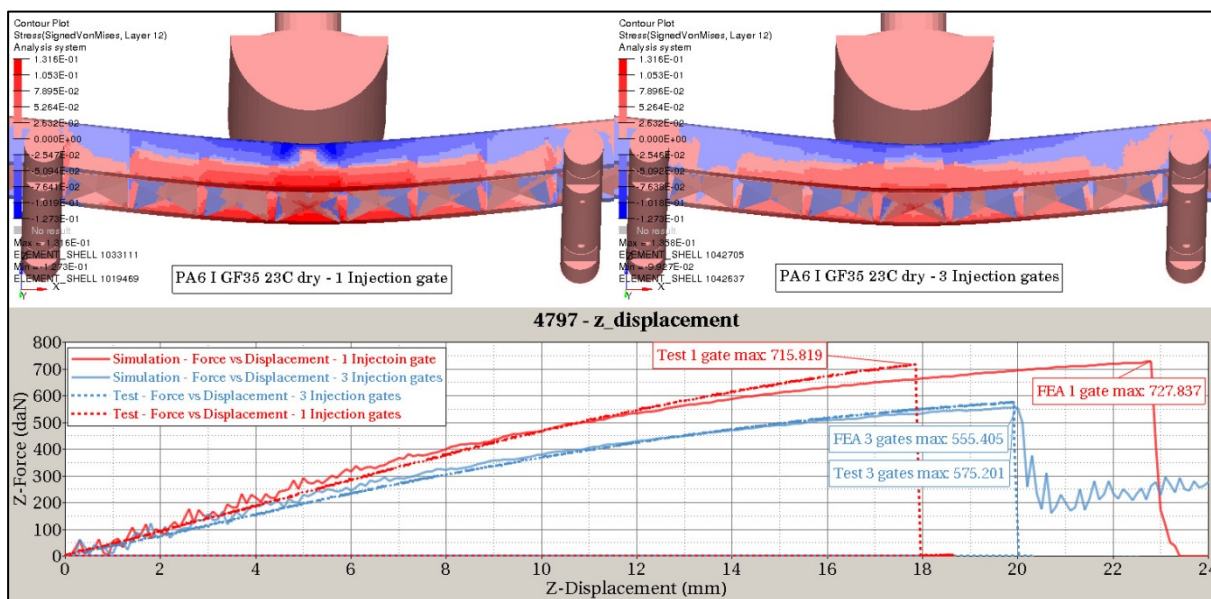 Contour Plot
Stress(SignedVonMises, Layer 12)
Analysis system
1.316E-01
1.053E-01
7.895E-02
5.264E-02
2.632E-02
0.000E+00
-2.547E-02
-5.094E-02
-7.641E-02
-1.019E-01
-1.273E-01
No result
Max = 1.316E-01
ELEMENT_SHELL 1033111
Min = -1.273E-01
ELEMENT_SHELL 1019469
X
Y
PA6 I GF35 23C dry - 1 Injection gate
Contour Plot
Stress(SignedVonMises, Layer 12)
Analysis system
1.316E-01
1.053E-01
7.896E-02
5.264E-02
2.632E-02
0.000E+00
-2.546E-02
-5.092E-02
-7.638E-02
-1.018E-01
-1.273E-01
No result
ELEMENT_SHELL 1042705
ELEMENT_SHELL 1042637
X
Y
PA6 I GF35 23C dry - 3 Injection gates
4797 - z_displacement
800
700
600
500
400
300
200
100
0
Z-Force (daN)
Simulation - Force vs Displacement - 1 Injectoin gate
Simulation - Force vs Displacement - 3 Injection gates
Test - Force vs Displacement - 3 Injection gates
Test - Force vs Displacement - 1 Injection gates
Test 1 gate max: 715.819
FEA 1 gate max: 727.837
FEA 3 gates max: 555.405
Test 3 gates max: 575.201
0 2 4 6 8 10 12 14 16 18 20 22 24
Z-Displacement (mm)